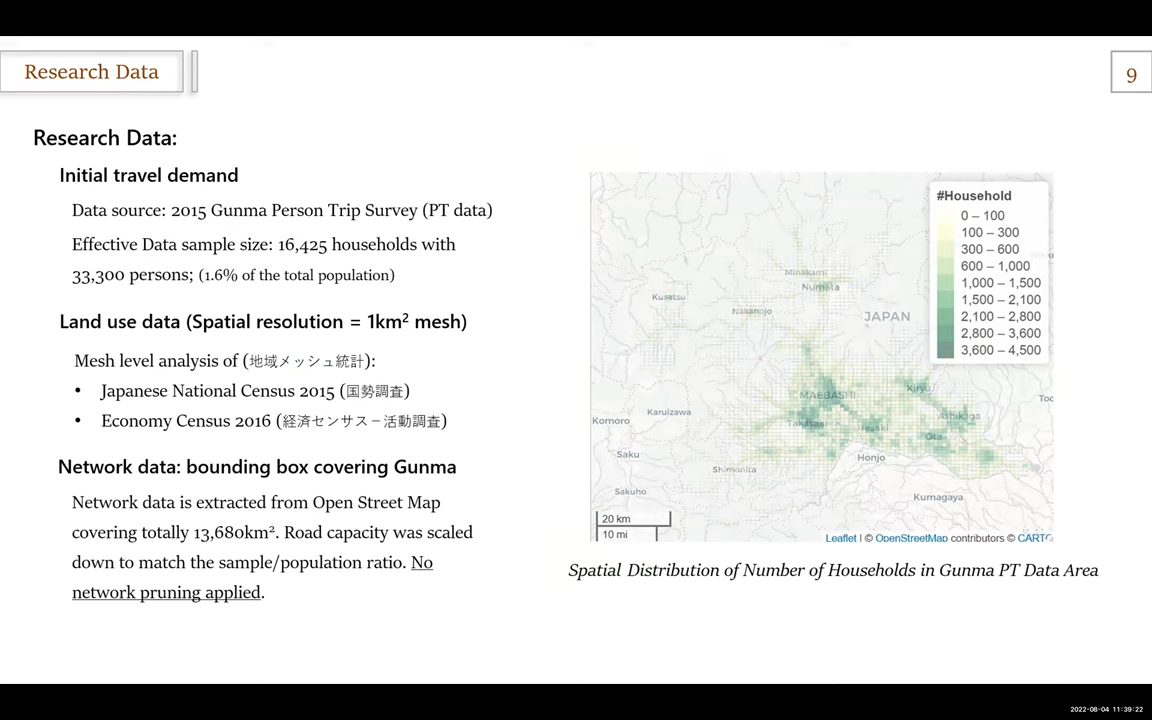 Research Data
9
Research Data:
Initial travel demand
Data source: 2015 Gunma Person Trip Survey (PT data)
Effective Data sample size: 16,425 households with
33,300 persons; (1.6% of the total population)
Land use data (Spatial resolution = 1km² mesh)
Mesh level analysis of (地域メッシュ統計):
• Japanese National Census 2015 (国勢調査)
• Economy Census 2016 (経済センサス－活動調査)
Network data: bounding box covering Gunma
Network data is extracted from Open Street Map
covering totally 13,680km². Road capacity was scaled
down to match the sample/population ratio. No
network pruning applied.
#Household
0 – 100
100 – 300
300 – 600
600 – 1,000
1,000 – 1,500
1,500 – 2,100
2,100 – 2,800
2,800 – 3,600
3,600 – 4,500
Minakami
Numata
Kusatsu
Nakanojo
JAPAN
MAEBASHI
Kiryu
Ashikaga
Karuizawa
Komoro
Takasaki
Isesaki
Ota
Saku
Honjo
Shimonita
Sakuho
Kumagaya
20 km
10 mi
Leaflet | © OpenStreetMap contributors © CARTO
Spatial Distribution of Number of Households in Gunma PT Data Area
2022-08-04 11:39:22